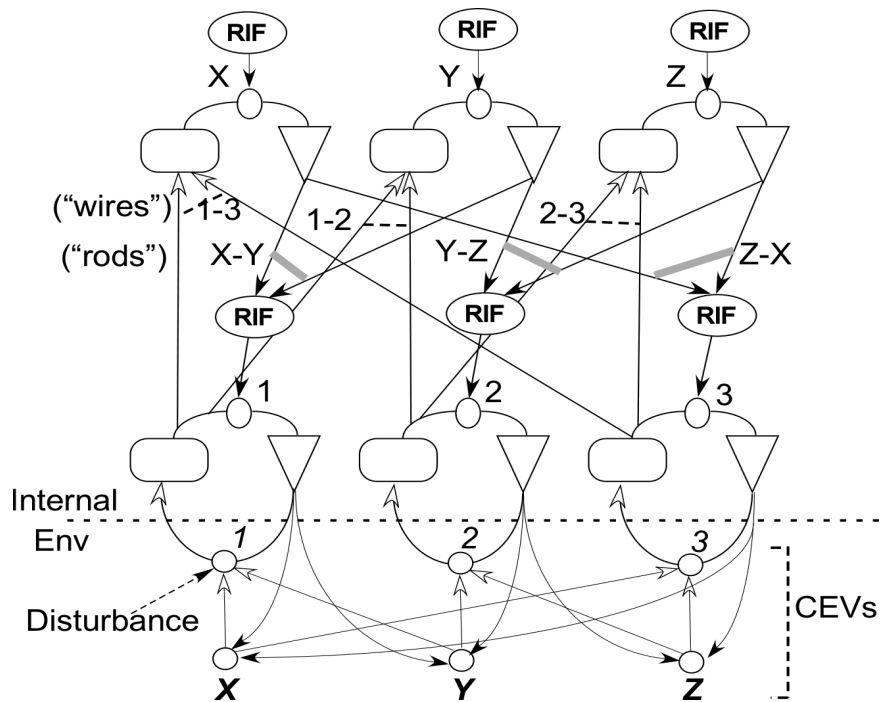 RIF RIF RIF
X Y Z
(“wires”) 1-3 1-2 2-3
(“rods”) X-Y Y-Z Z-X
RIF RIF RIF
1 2 3
Internal
Env 1 2 3
Disturbance CEVs
X Y Z